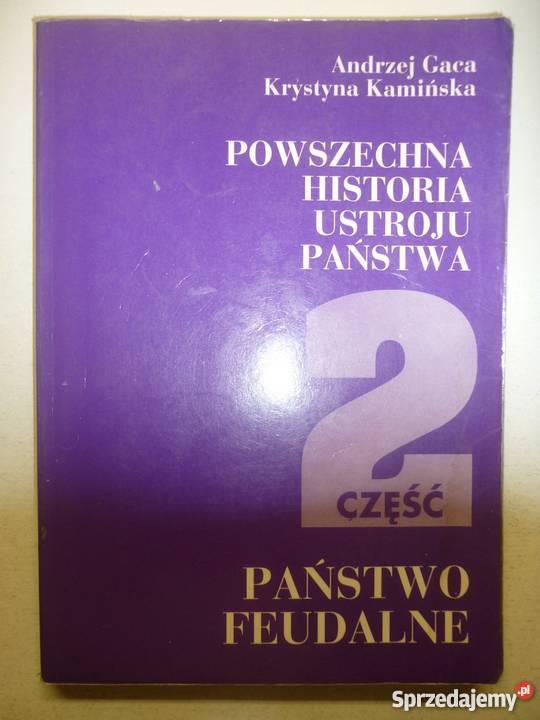 Andrzej Gaca
Krystyna Kamińska
POWSZECHNA
HISTORIA
USTROJU
PAŃSTWA
2
CZĘŚĆ
PAŃSTWO
FEUDALNE
Sprzedajemy.pl